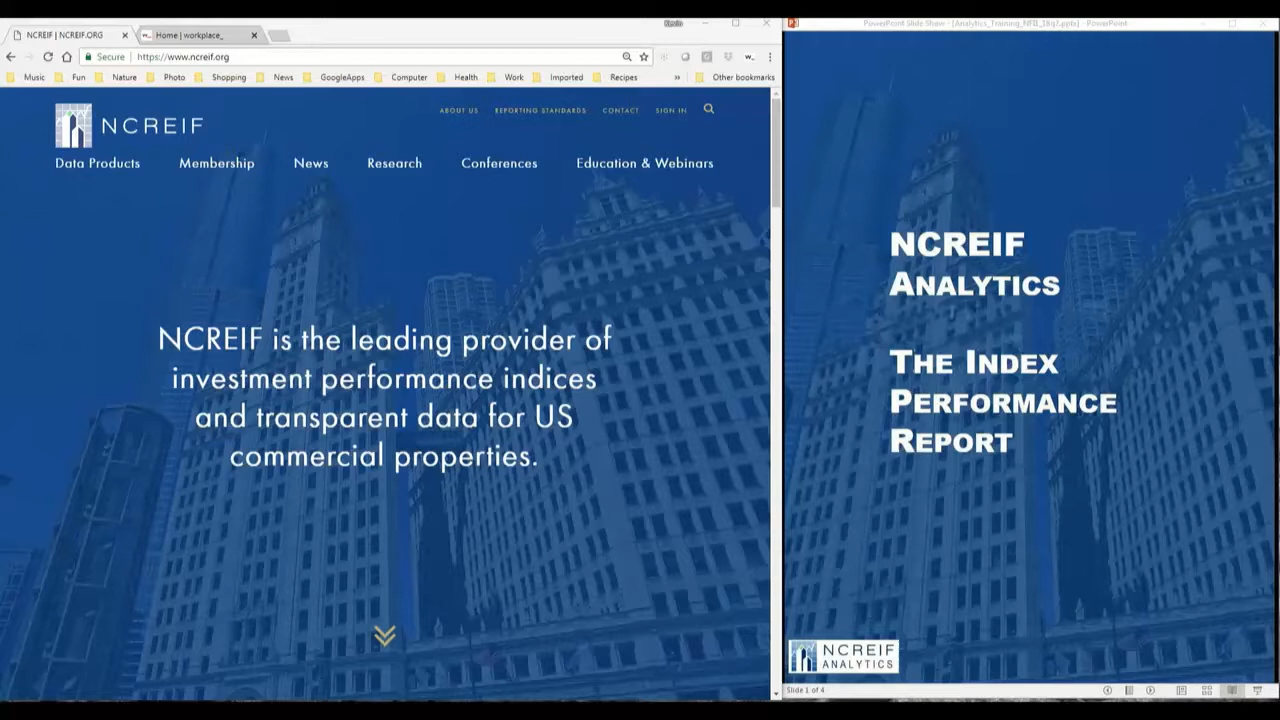 Kevin
NCREIF | NCREIF.ORG
Home | workplace_
Secure
https://www.ncreif.org
Music
Fun
Nature
Photo
Shopping
News
GoogleApps
Computer
Health
Work
Imported
Recipes
»
Other bookmarks
NCREIF
ABOUT US
REPORTING STANDARDS
CONTACT
SIGN IN
Data Products
Membership
News
Research
Conferences
Education & Webinars
NCREIF is the leading provider of
investment performance indices
and transparent data for US
commercial properties.
NCREIF
ANALYTICS
THE INDEX
PERFORMANCE
REPORT
NCREIF
ANALYTICS
Slide 1 of 4